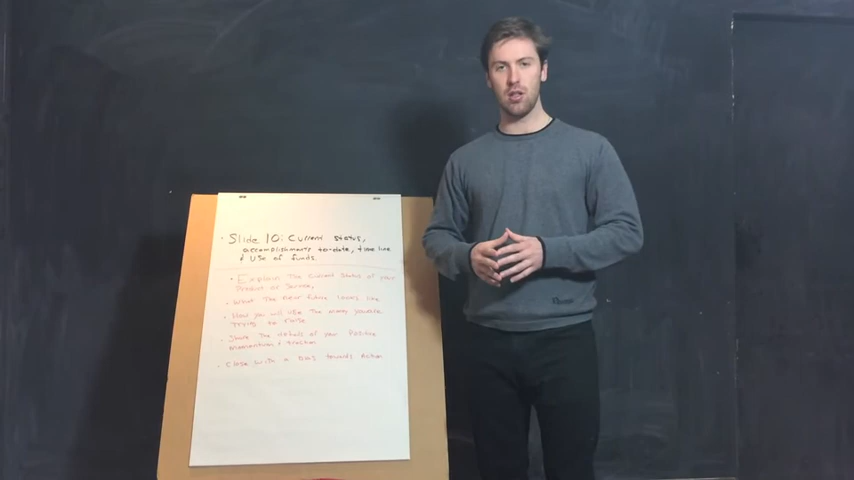 • Slide 10: Current Status,
accomplishments to-date, time line
& Use of funds.
• Explain The Current Status of your
Product or Service,
• What The near future looks like
• How you will use The money you are
trying to raise
• Share The details of your Positive
momentum & traction
• Close with a Bias towards Action